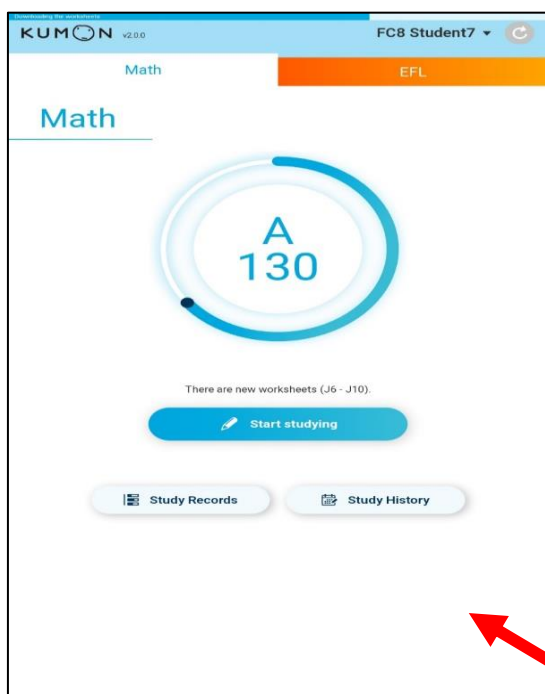 Downloading the worksheets
KUMON v2.0.0 FC8 Student7
Math EFL
Math
A
130
There are new worksheets (J6 - J10).
Start studying
Study Records Study History